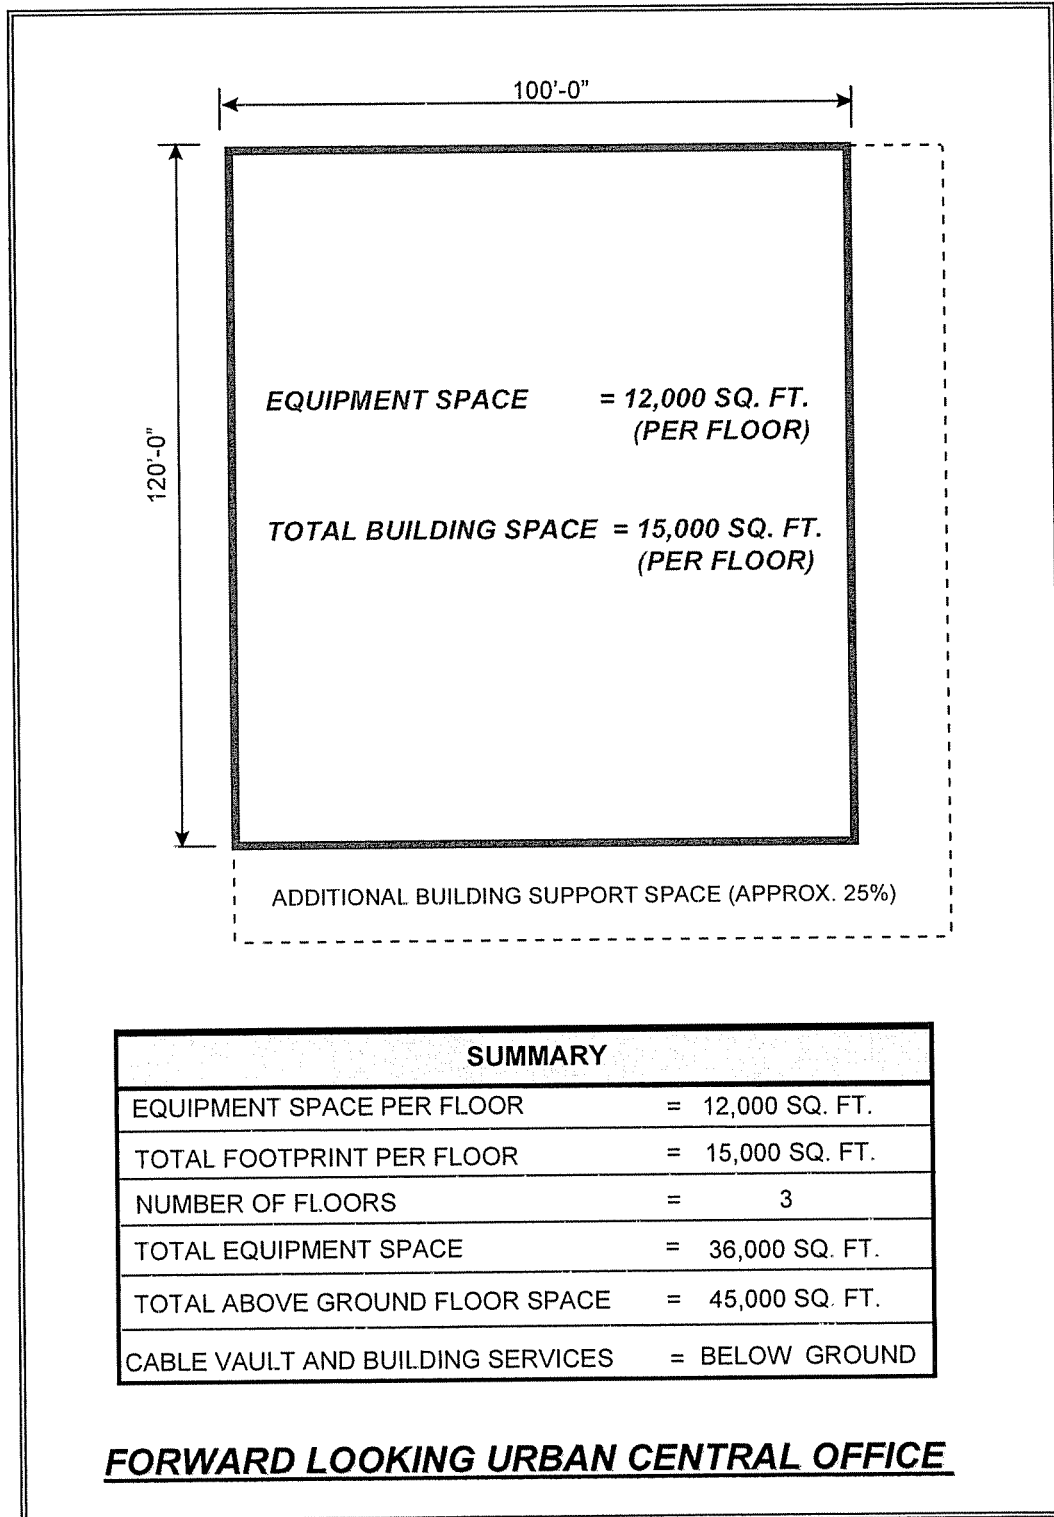 100'-0"
120'-0"
EQUIPMENT SPACE = 12,000 SQ. FT.
(PER FLOOR)
TOTAL BUILDING SPACE = 15,000 SQ. FT.
(PER FLOOR)
ADDITIONAL BUILDING SUPPORT SPACE (APPROX. 25%)
SUMMARY
EQUIPMENT SPACE PER FLOOR = 12,000 SQ. FT.
TOTAL FOOTPRINT PER FLOOR = 15,000 SQ. FT.
NUMBER OF FLOORS = 3
TOTAL EQUIPMENT SPACE = 36,000 SQ. FT.
TOTAL ABOVE GROUND FLOOR SPACE = 45,000 SQ. FT.
CABLE VAULT AND BUILDING SERVICES = BELOW GROUND
FORWARD LOOKING URBAN CENTRAL OFFICE